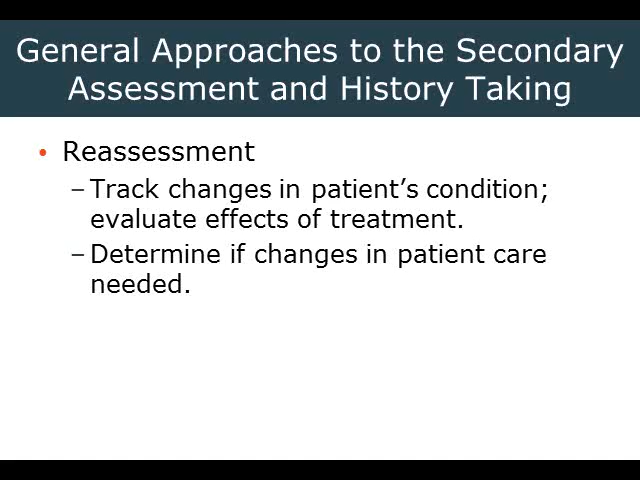 General Approaches to the Secondary
Assessment and History Taking
• Reassessment
– Track changes in patient’s condition;
evaluate effects of treatment.
– Determine if changes in patient care
needed.